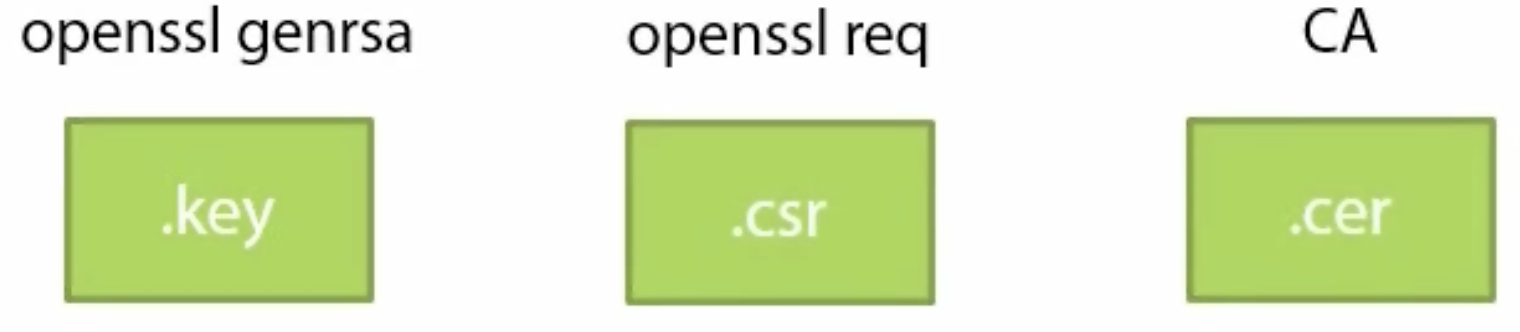 openssl genrsa
openssl req
CA
.key
.csr
.cer